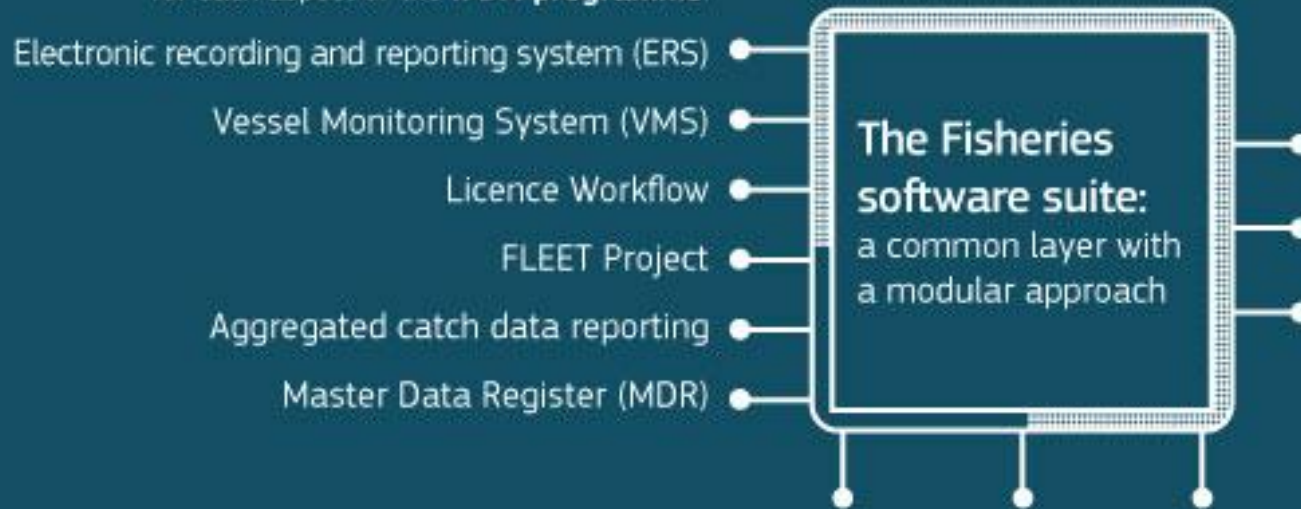 Electronic recording and reporting system (ERS)
Vessel Monitoring System (VMS)
Licence Workflow
FLEET Project
Aggregated catch data reporting
Master Data Register (MDR)
The Fisheries
software suite:
a common layer with
a modular approach